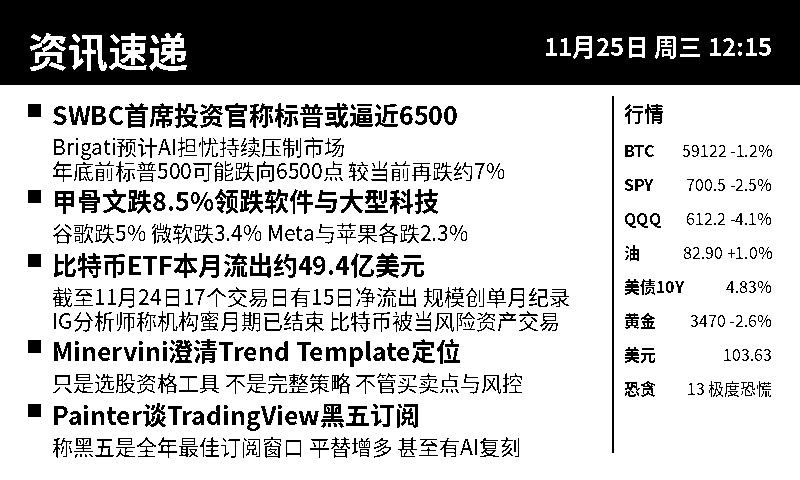 资讯速递
11月25日 周三 12:15
SWBC首席投资官称标普或逼近6500
Brigati预计AI担忧持续压制市场
年底前标普500可能跌向6500点 较当前再跌约7%
甲骨文跌8.5%领跌软件与大型科技
谷歌跌5% 微软跌3.4% Meta与苹果各跌2.3%
比特币ETF本月流出约49.4亿美元
截至11月24日17个交易日有15日净流出 规模创单月纪录
IG分析师称机构蜜月期已结束 比特币被当风险资产交易
Minervini澄清Trend Template定位
只是选股资格工具 不是完整策略 不管买卖点与风控
Painter谈TradingView黑五订阅
称黑五是全年最佳订阅窗口 平替增多 甚至有AI复刻
行情
BTC 59122 -1.2%
SPY 700.5 -2.5%
QQQ 612.2 -4.1%
油 82.90 +1.0%
美债10Y 4.83%
黄金 3470 -2.6%
美元 103.63
恐贪 13 极度恐慌